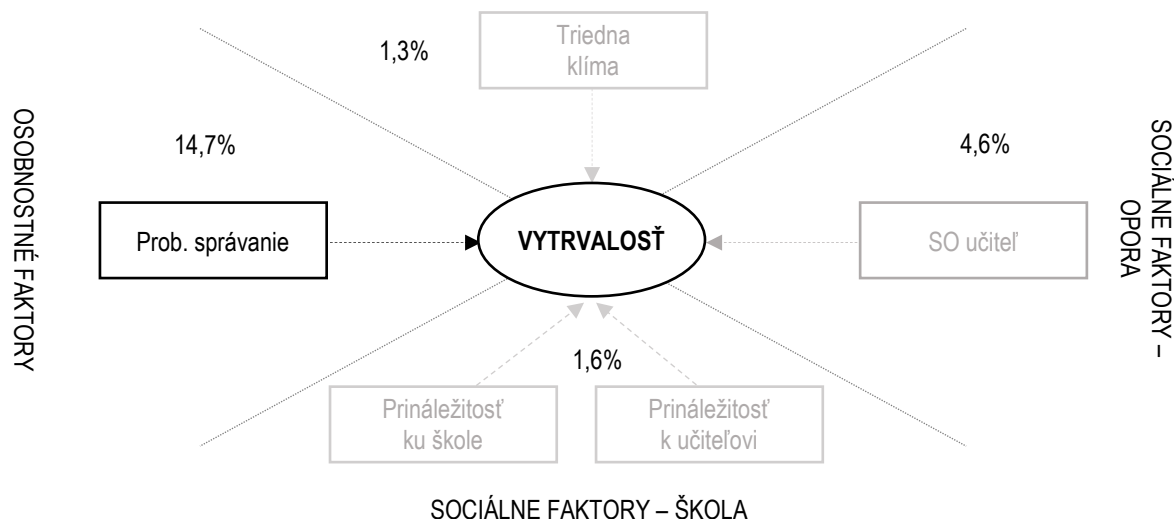 Triedna
klíma
1,3%
OSOBNOSTNÉ FAKTORY
14,7%
4,6%
SOCIÁLNE FAKTORY –
OPORA
Prob. správanie
VYTRVALOSŤ
SO učiteľ
1,6%
Prináležitosť
ku škole
Prináležitosť
k učiteľovi
SOCIÁLNE FAKTORY – ŠKOLA